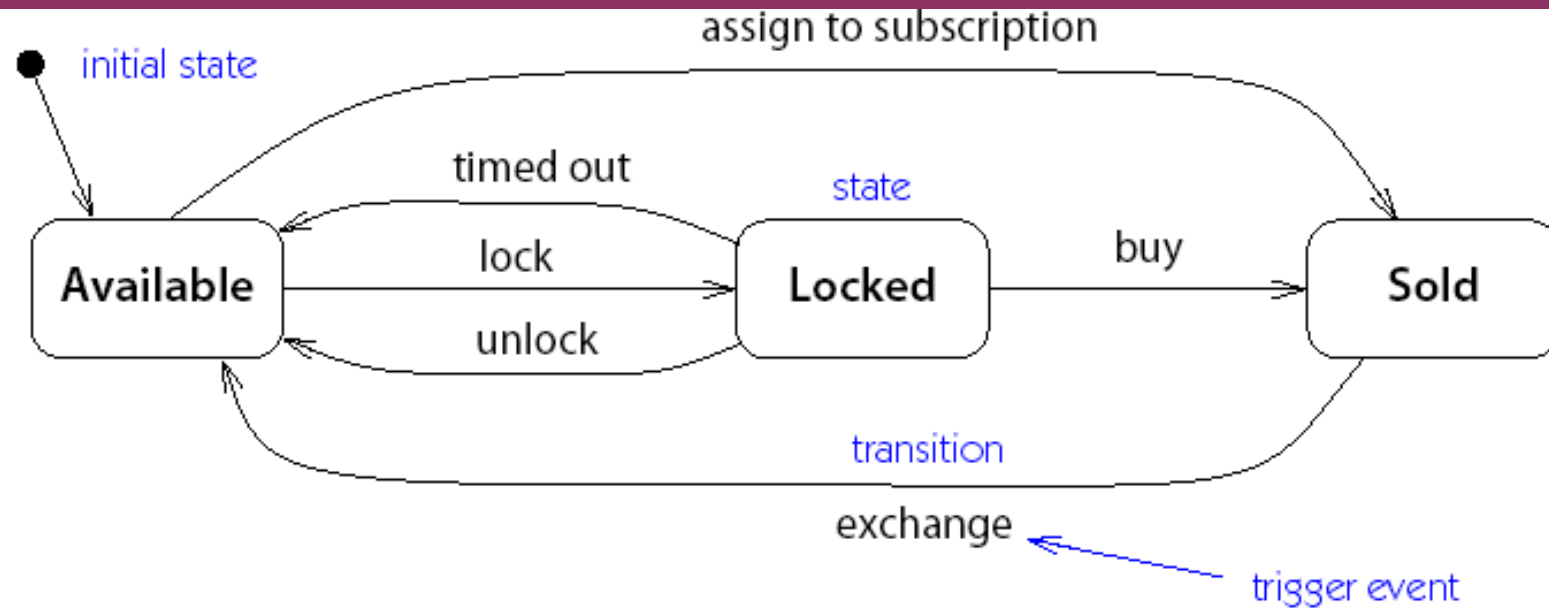 assign to subscription
initial state
timed out
state
lock
buy
Available
Locked
Sold
unlock
transition
exchange
trigger event